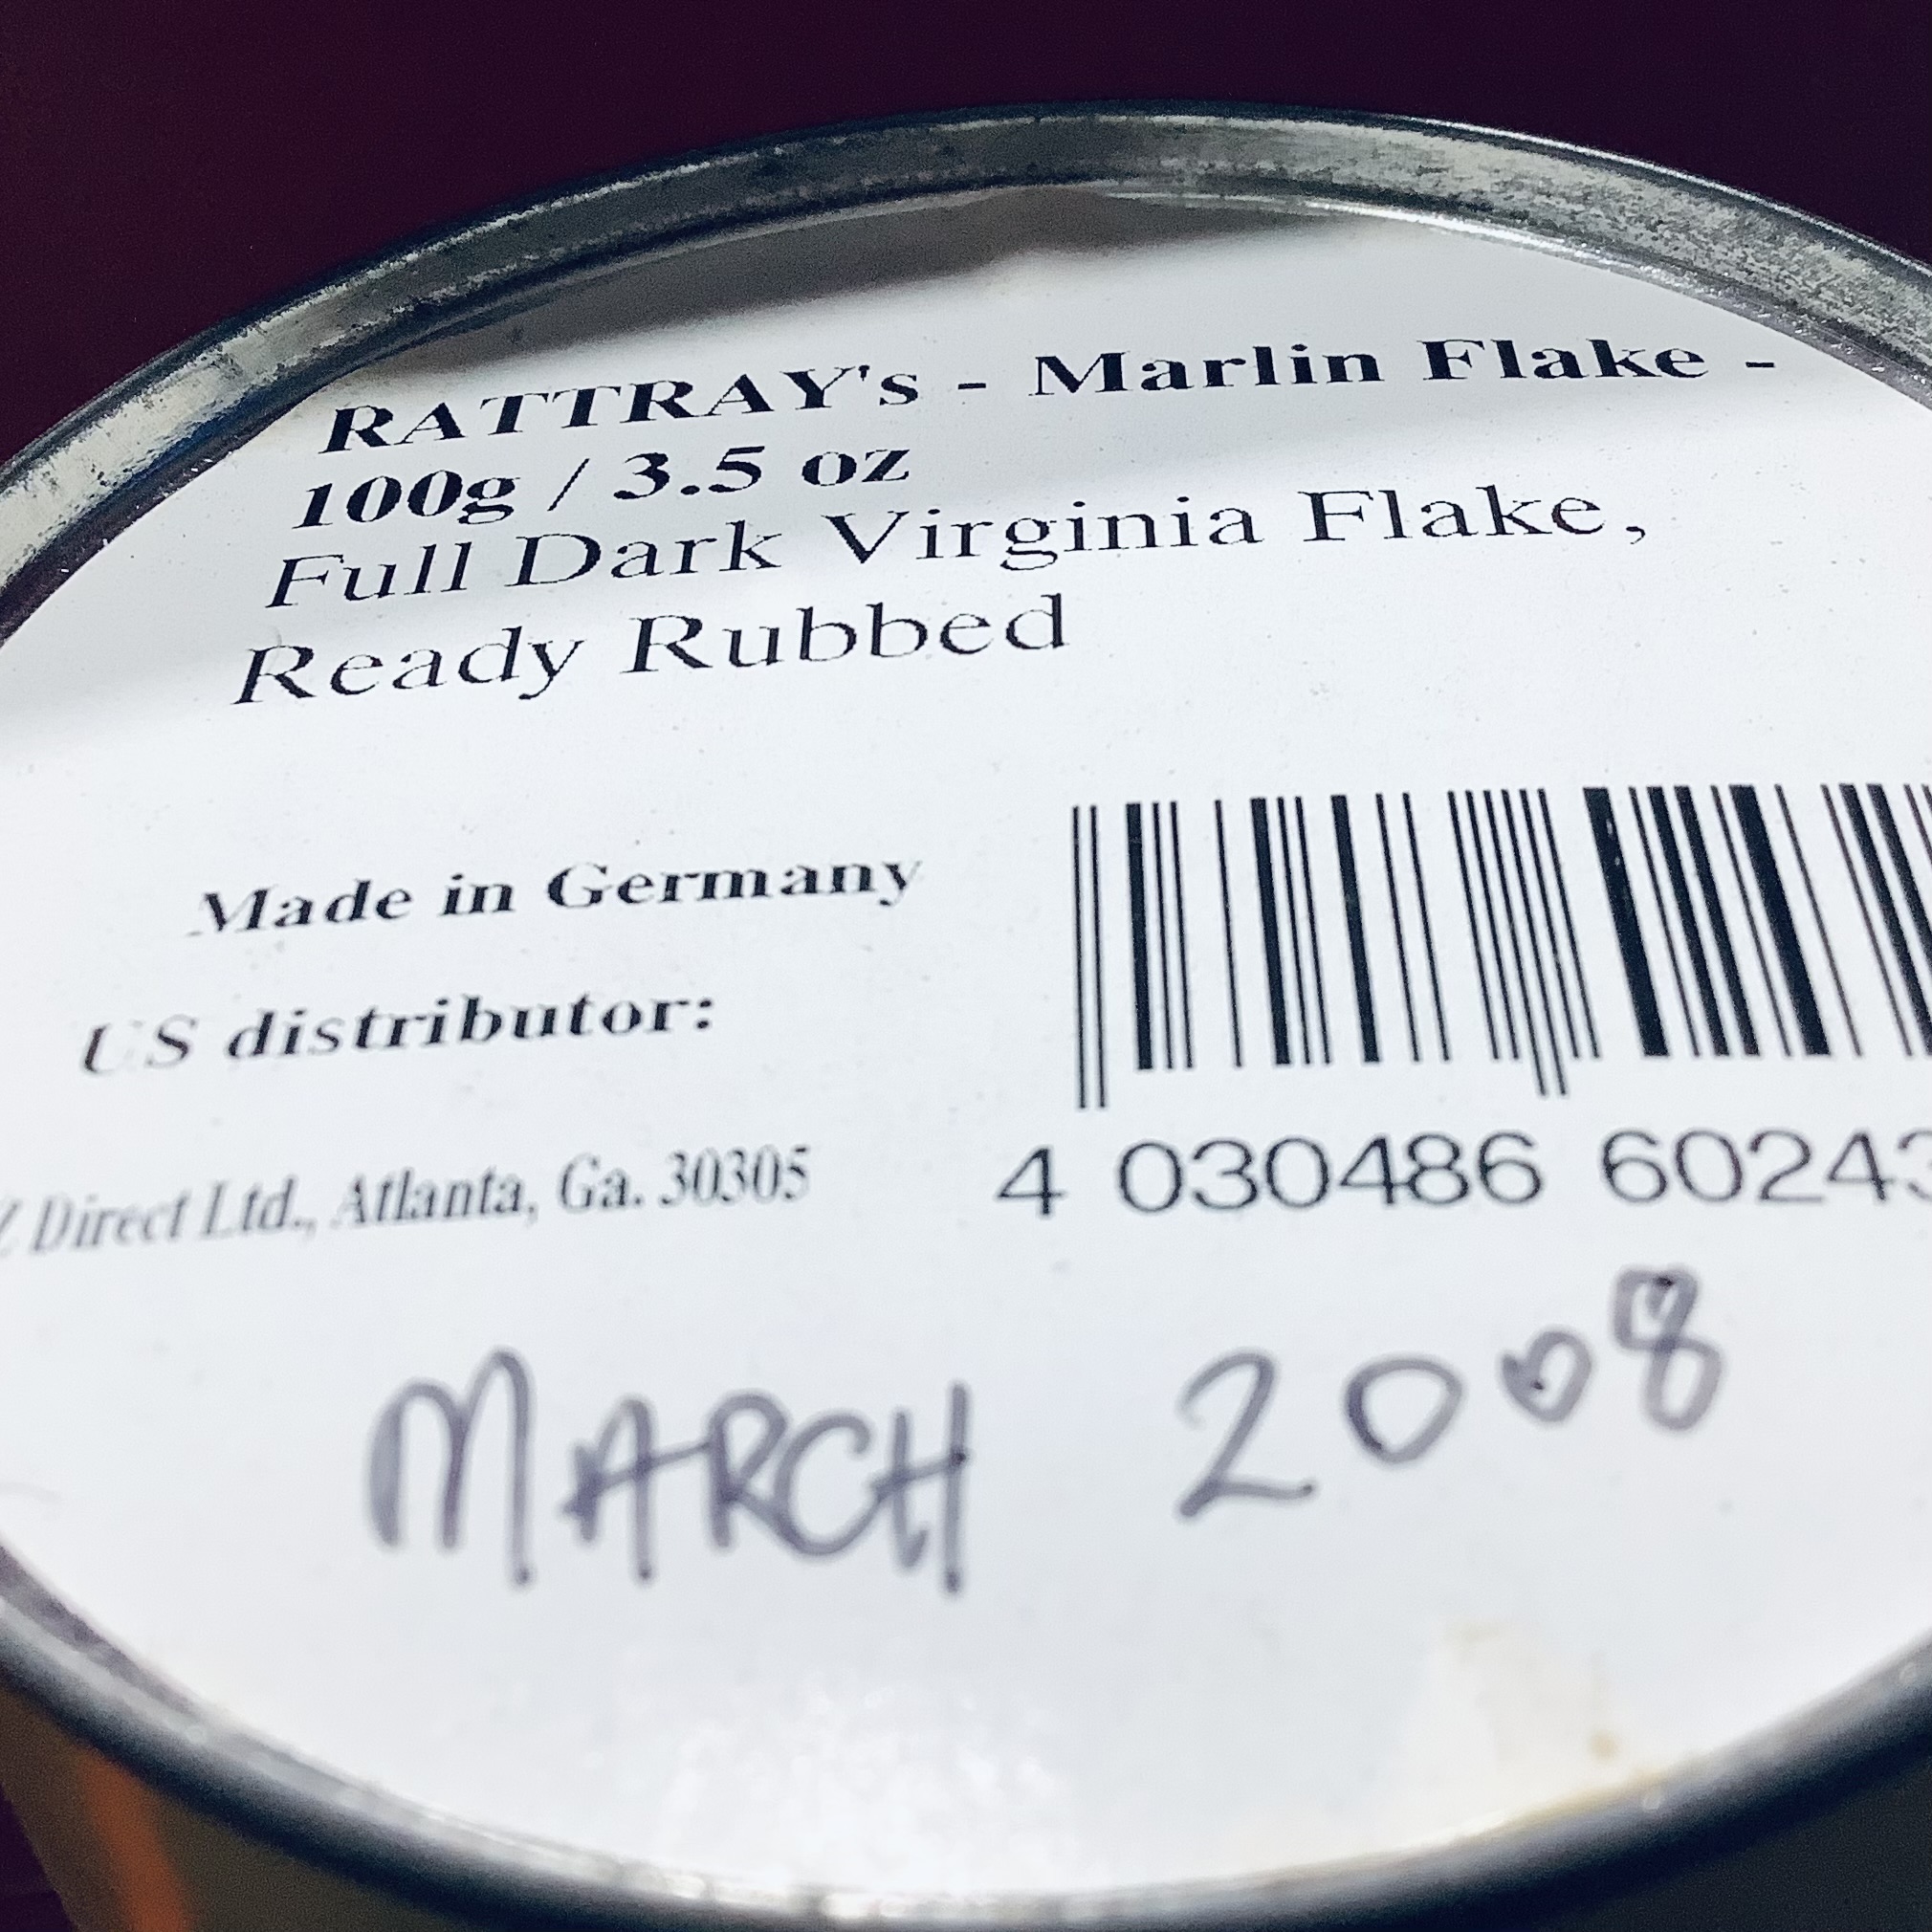 RATTRAY's - Marlin Flake -
100g / 3.5 oz
Full Dark Virginia Flake,
Ready Rubbed
Made in Germany
US distributor:
Direct Ltd., Atlanta, Ga. 30305
4 030486 60243
MARCH 2008